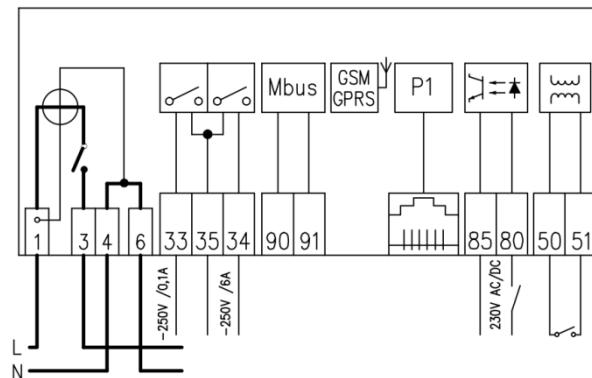 Mbus
GSM
GPRS
P1
1
3
4
6
33
35
34
90
91
85
80
50
51
~250V /0,1A
~250V /6A
230V AC/DC
L
N